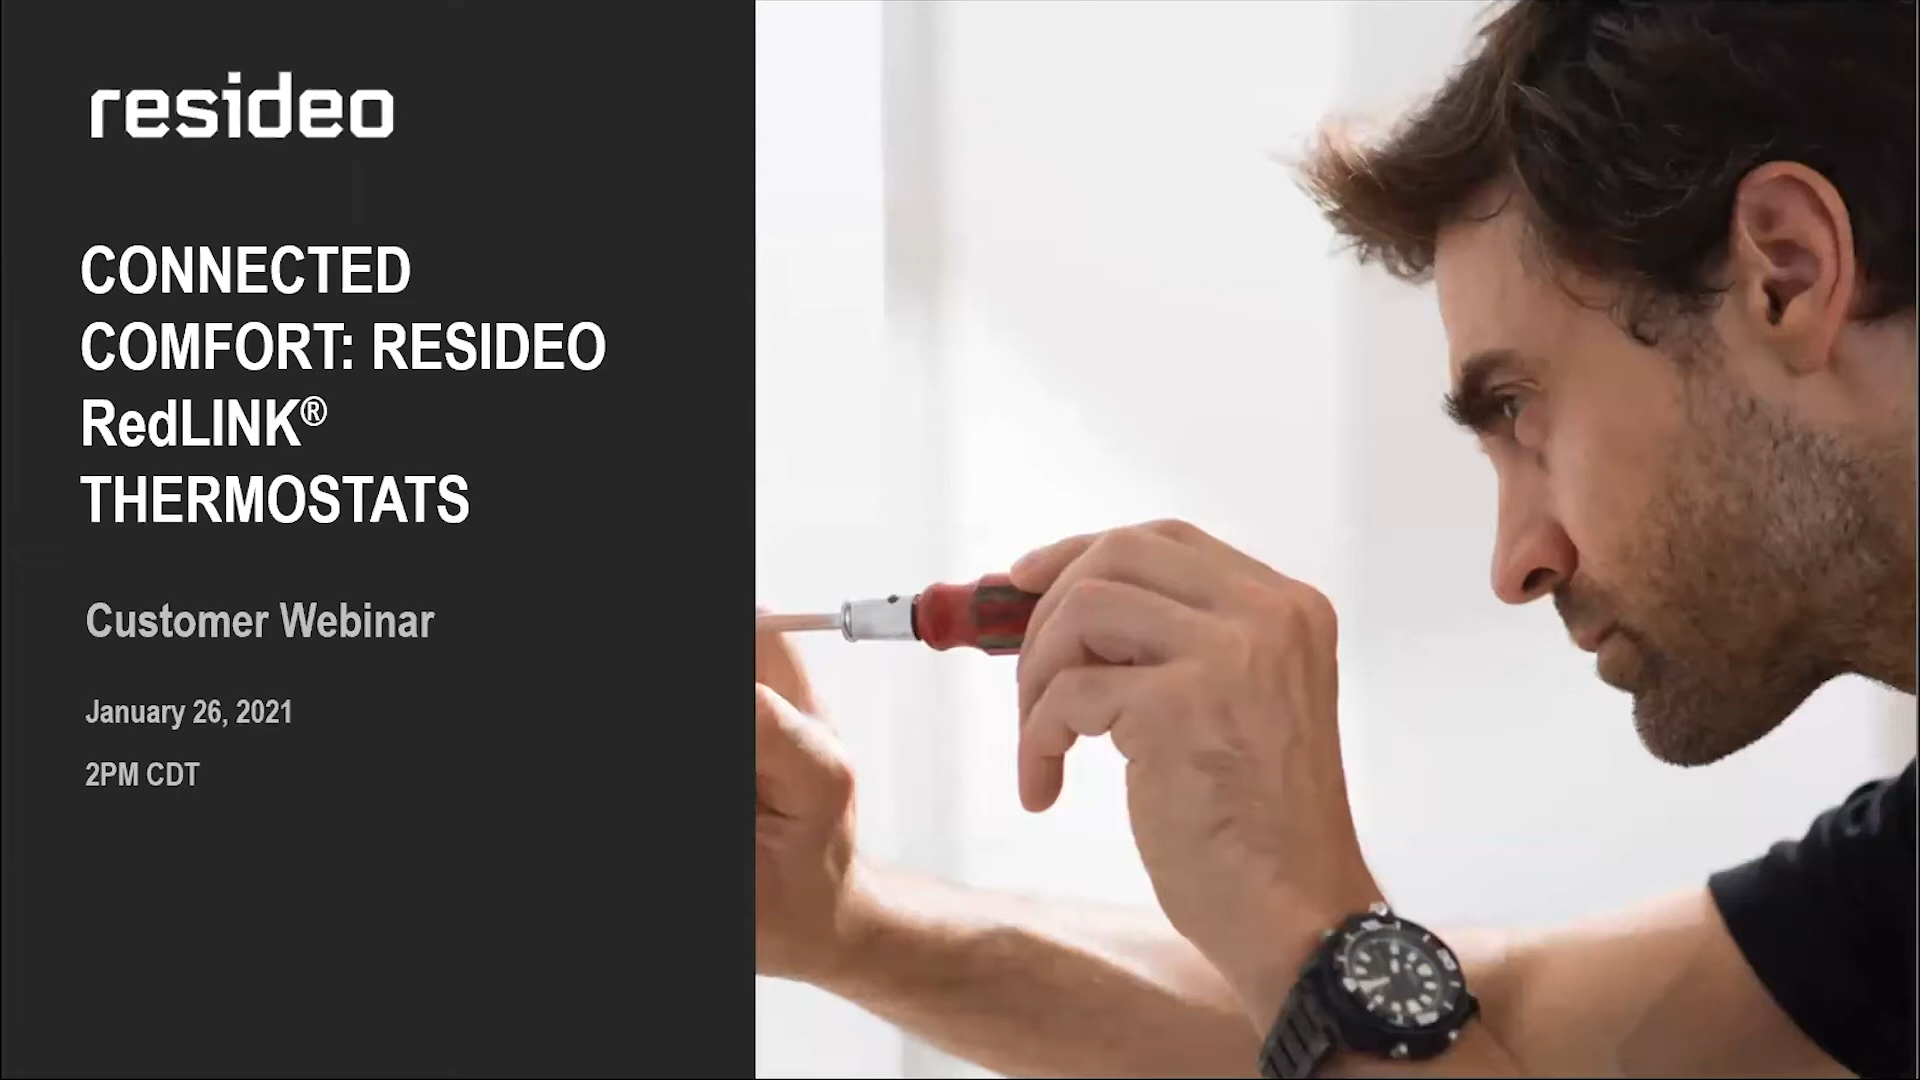 resideo
CONNECTED
COMFORT: RESIDEO
RedLINK®
THERMOSTATS
Customer Webinar
January 26, 2021
2PM CDT